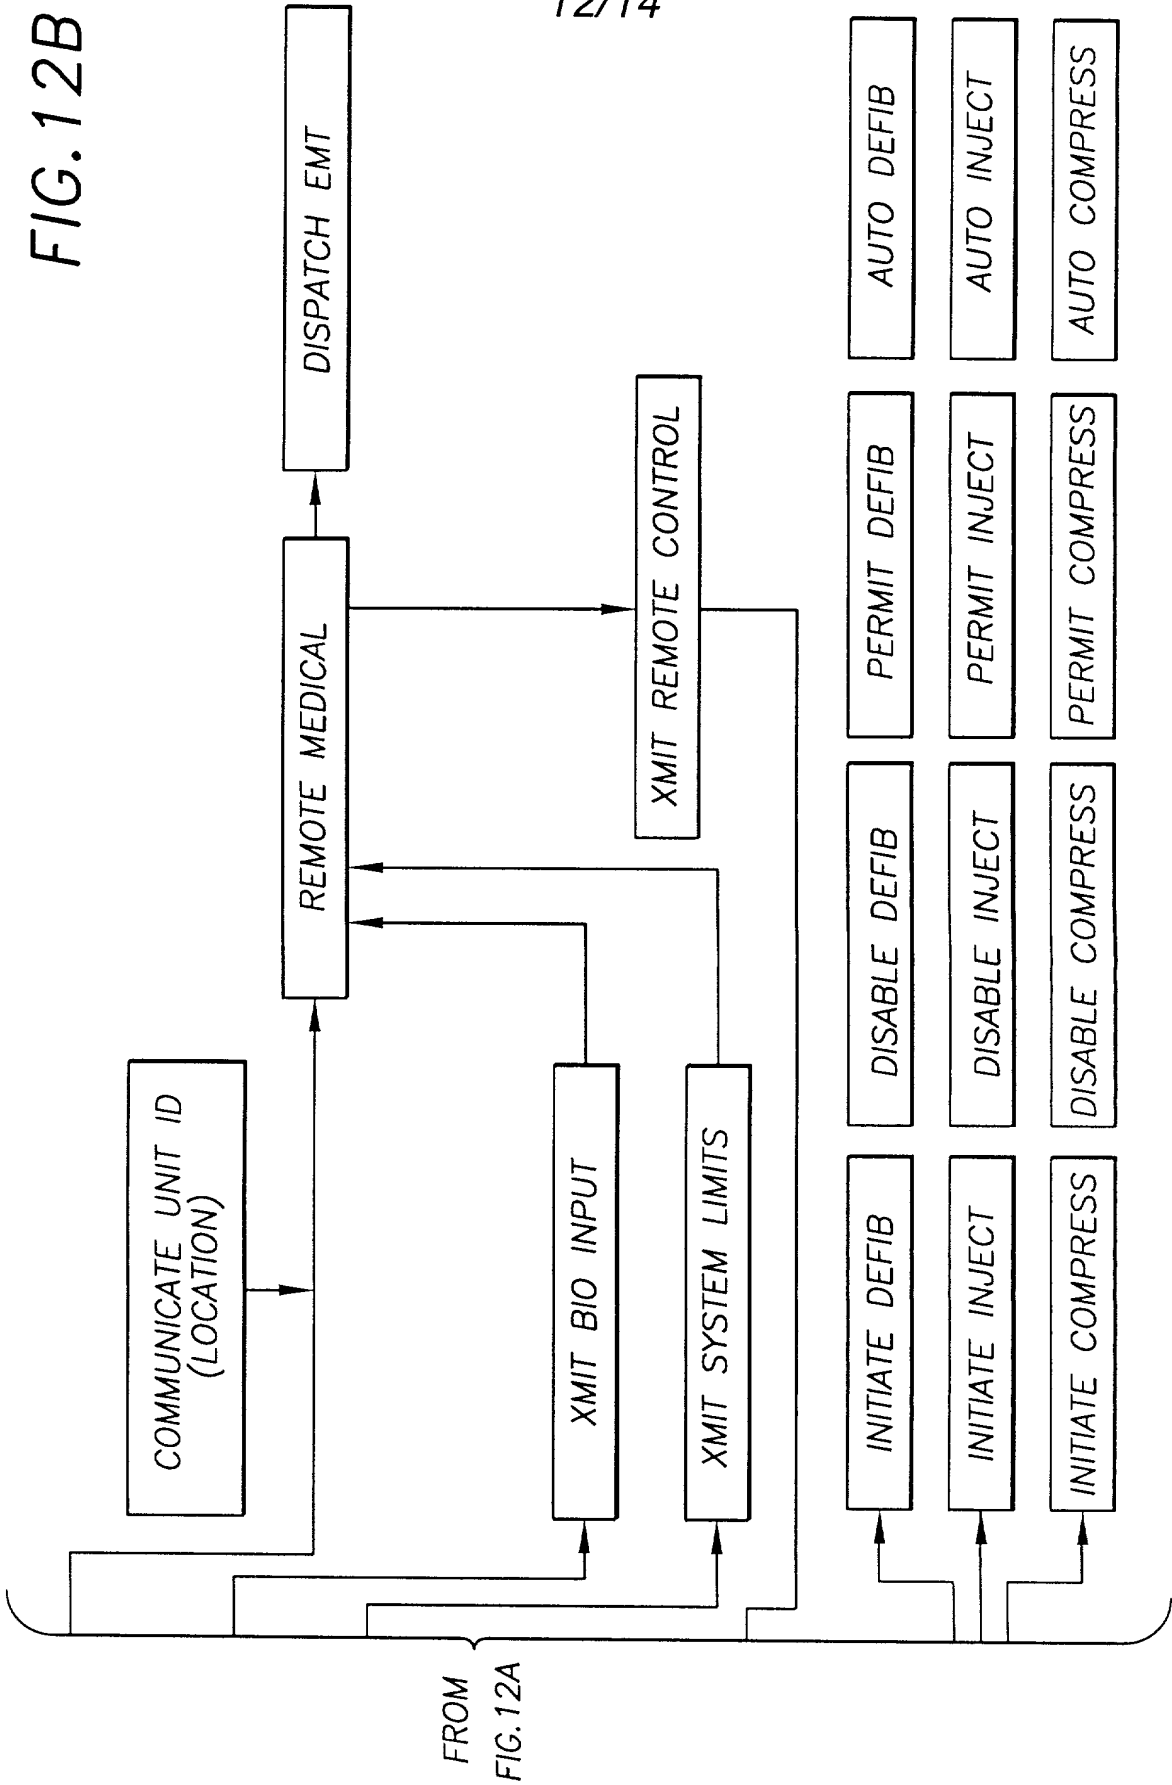 12/14
FIG.12B
COMMUNICATE UNIT ID
(LOCATION)
REMOTE MEDICAL
DISPATCH EMT
XMIT BIO INPUT
XMIT SYSTEM LIMITS
XMIT REMOTE CONTROL
FROM
FIG.12A
INITIATE DEFIB
DISABLE DEFIB
PERMIT DEFIB
AUTO DEFIB
INITIATE INJECT
DISABLE INJECT
PERMIT INJECT
AUTO INJECT
INITIATE COMPRESS
DISABLE COMPRESS
PERMIT COMPRESS
AUTO COMPRESS